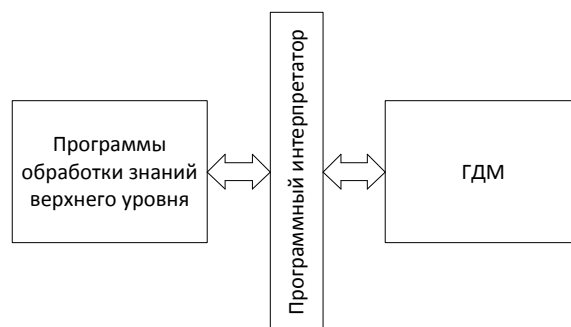 Программы
обработки знаний
верхнего уровня
Программный интерпретатор
ГДМ